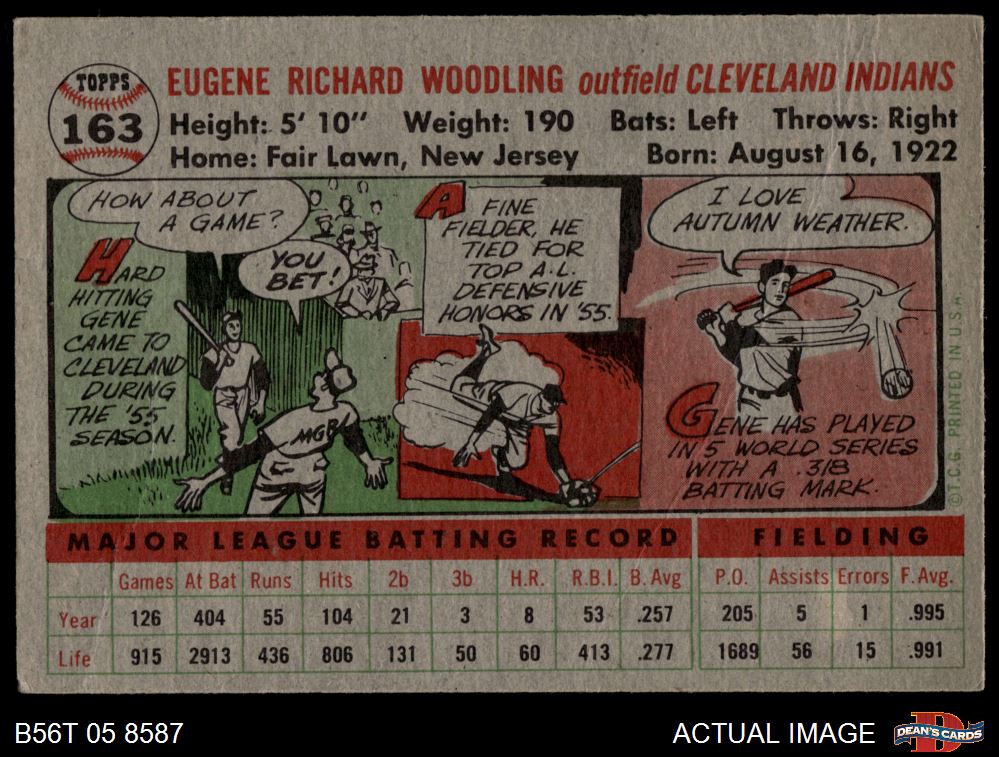 TOPPS
163
EUGENE RICHARD WOODLING outfield CLEVELAND INDIANS
Height: 5' 10" Weight: 190 Bats: Left Throws: Right
Home: Fair Lawn, New Jersey Born: August 16, 1922
HOW ABOUT
A GAME?
YOU
BET!
HARD
HITTING
GENE
CAME TO
CLEVELAND
DURING
THE '55
SEASON.
MGR.
A FINE
FIELDER, HE
TIED FOR
TOP A.L.
DEFENSIVE
HONORS IN '55.
I LOVE
AUTUMN WEATHER.
GENE HAS PLAYED
IN 5 WORLD SERIES
WITH A .318
BATTING MARK.
©T.C.G. PRINTED IN U.S.A.
MAJOR LEAGUE BATTING RECORD FIELDING
Games At Bat Runs Hits 2b 3b H.R. R.B.I. B. Avg P.O. Assists Errors F. Avg.
Year 126 404 55 104 21 3 8 53 .257 205 5 1 .995
Life 915 2913 436 806 131 50 60 413 .277 1689 56 15 .991
B56T 05 8587 ACTUAL IMAGE DEAN'S CARDS